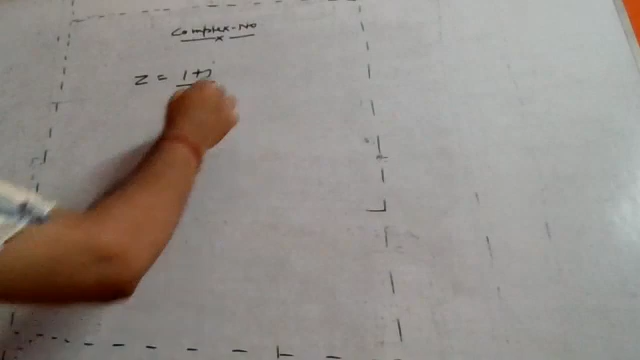 Complex-No
Z = 1+i